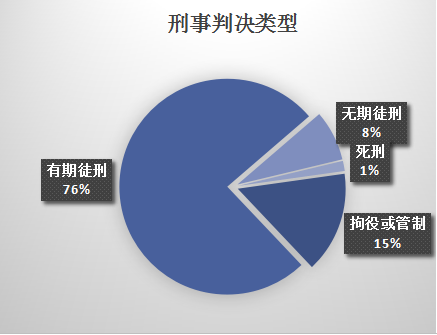 刑事判决类型
无期徒刑
8%
死刑
1%
有期徒刑
76%
拘役或管制
15%